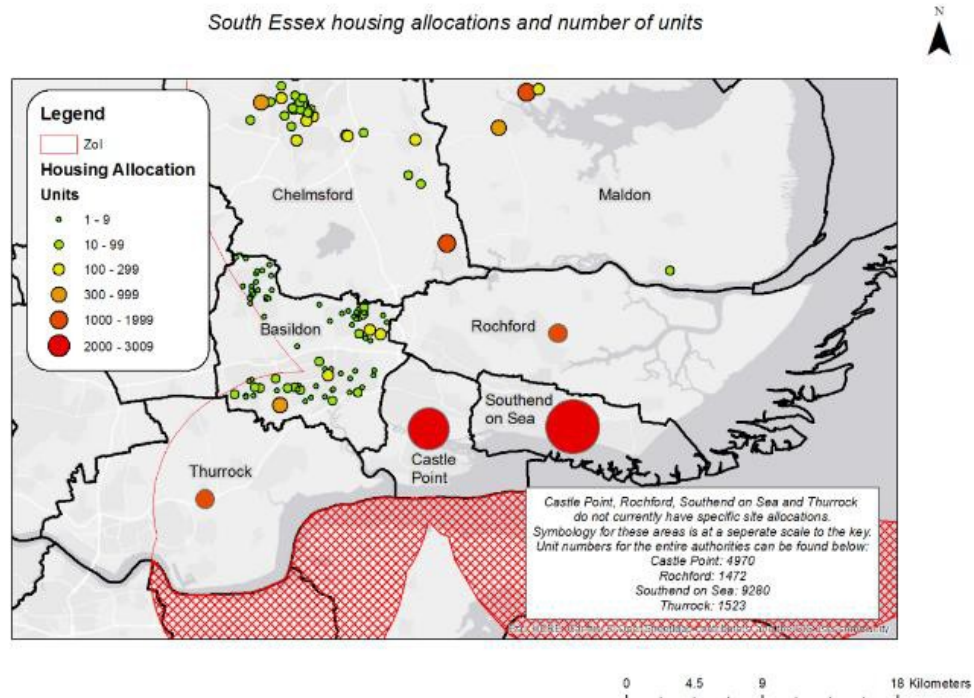 South Essex housing allocations and number of units
N
Legend
ZoI
Housing Allocation
Units
1 - 9
10 - 99
100 - 299
300 - 999
1000 - 1999
2000 - 3009
Chelmsford
Maldon
Basildon
Rochford
Southend
on Sea
Castle
Point
Thurrock
Castle Point, Rochford, Southend on Sea and Thurrock
do not currently have specific site allocations.
Symbology for these areas is at a seperate scale to the key.
Unit numbers for the entire authorities can be found below:
Castle Point: 4970
Rochford: 1472
Southend on Sea: 9280
Thurrock: 1523
0 4.5 9 18 Kilometers